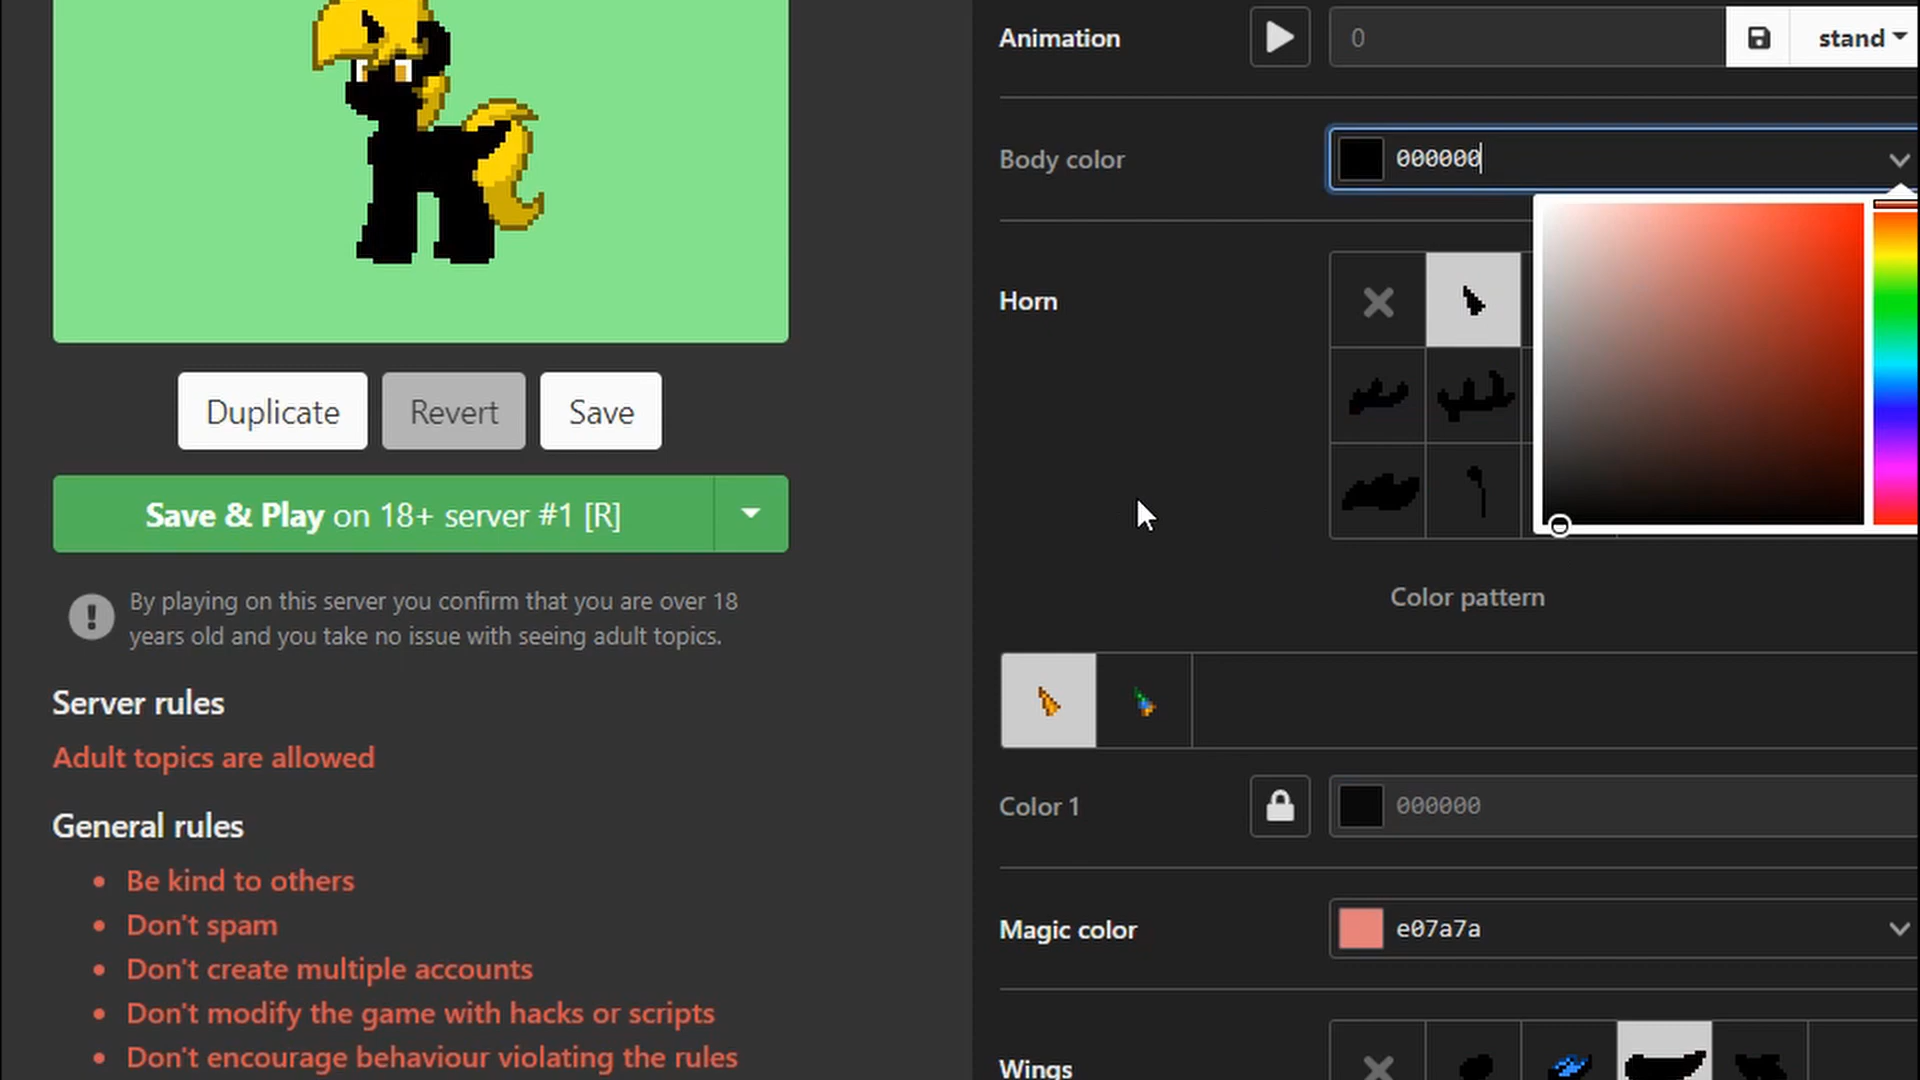 Animation
0
stand
Body color
000000
Horn
Duplicate
Revert
Save
Save & Play on 18+ server #1 [R]
By playing on this server you confirm that you are over 18
years old and you take no issue with seeing adult topics.
Color pattern
Server rules
Adult topics are allowed
Color 1
000000
General rules
Be kind to others
Don't spam
Magic color
e07a7a
Don't create multiple accounts
Don't modify the game with hacks or scripts
Don't encourage behaviour violating the rules
Wings